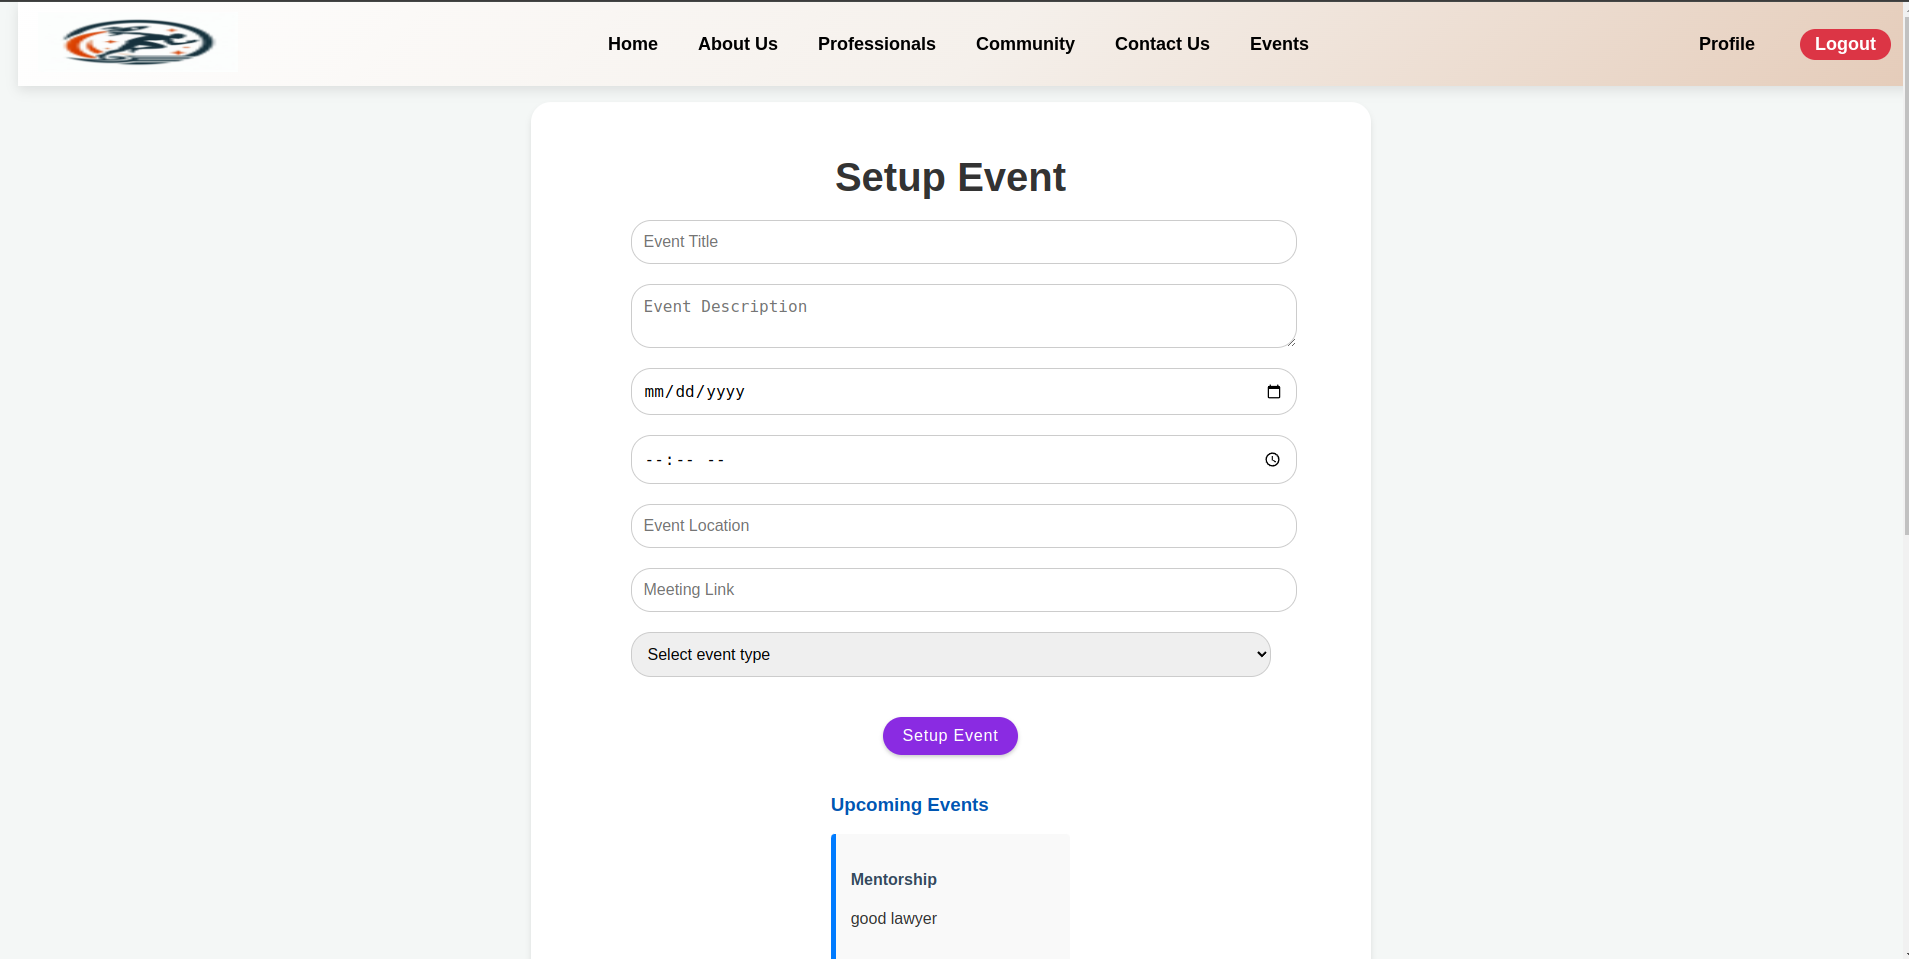 Home About Us Professionals Community Contact Us Events Profile Logout
Setup Event
Event Title
Event Description
mm/dd/yyyy
--:-- --
Event Location
Meeting Link
Select event type
Setup Event
Upcoming Events
Mentorship
good lawyer